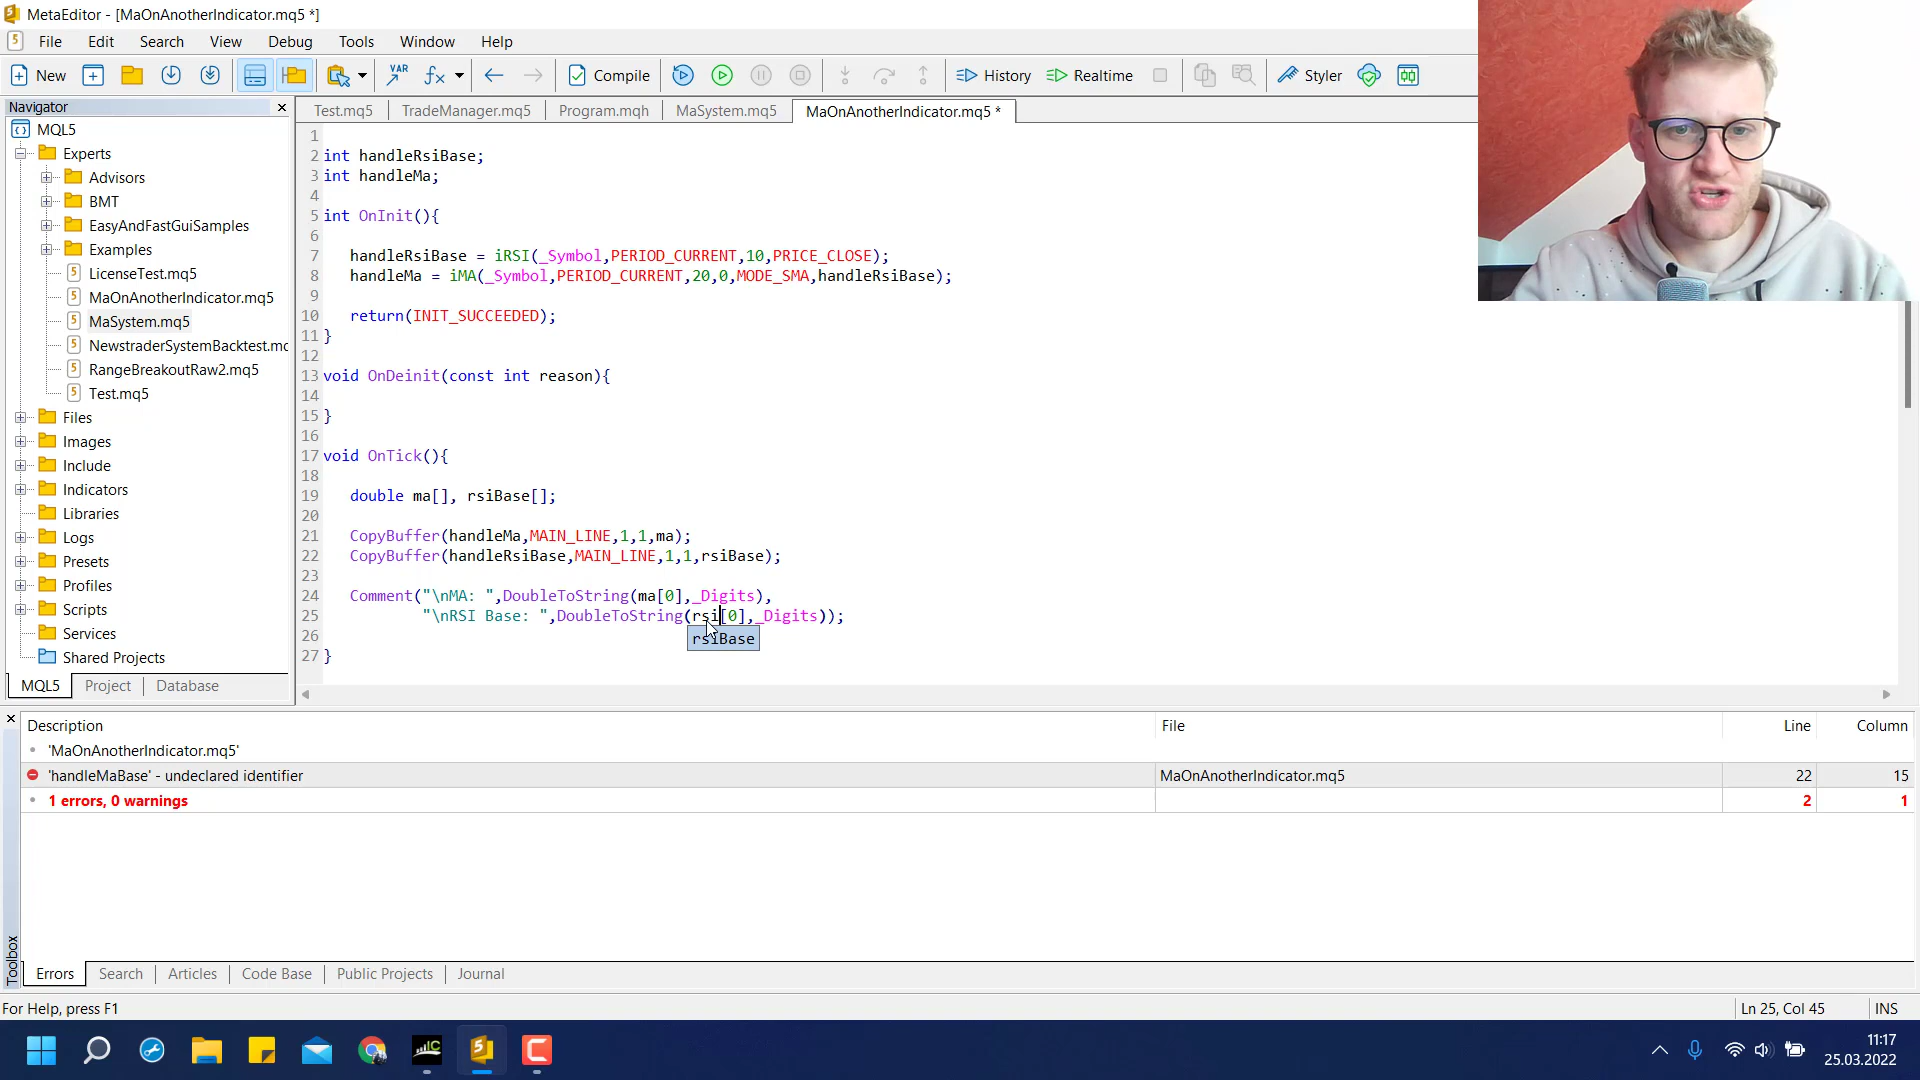 MetaEditor - [MaOnAnotherIndicator.mq5 *]
File Edit Search View Debug Tools Window Help
New VAR Compile History Realtime Styler
Navigator
MQL5
Experts
Advisors
BMT
EasyAndFastGuiSamples
Examples
LicenseTest.mq5
MaOnAnotherIndicator.mq5
MaSystem.mq5
NewstraderSystemBacktest.mq
RangeBreakoutRaw2.mq5
Test.mq5
Files
Images
Include
Indicators
Libraries
Logs
Presets
Profiles
Scripts
Services
Shared Projects
MQL5 Project Database
Test.mq5 TradeManager.mq5 Program.mqh MaSystem.mq5 MaOnAnotherIndicator.mq5 *
1
2 int handleRsiBase;
3 int handleMa;
4
5 int OnInit(){
6
7 handleRsiBase = iRSI(_Symbol,PERIOD_CURRENT,10,PRICE_CLOSE);
8 handleMa = iMA(_Symbol,PERIOD_CURRENT,20,0,MODE_SMA,handleRsiBase);
9
10 return(INIT_SUCCEEDED);
11 }
12
13 void OnDeinit(const int reason){
14
15 }
16
17 void OnTick(){
18
19 double ma[], rsiBase[];
20
21 CopyBuffer(handleMa,MAIN_LINE,1,1,ma);
22 CopyBuffer(handleRsiBase,MAIN_LINE,1,1,rsiBase);
23
24 Comment("\nMA: ",DoubleToString(ma[0],_Digits),
25 "\nRSI Base: ",DoubleToString(rsi[0],_Digits));
26 rsiBase
27 }
Description File Line Column
'MaOnAnotherIndicator.mq5'
'handleMaBase' - undeclared identifier MaOnAnotherIndicator.mq5 22 15
1 errors, 0 warnings 2 1
Toolbox
Errors Search Articles Code Base Public Projects Journal
For Help, press F1 Ln 25, Col 45 INS
11:17
25.03.2022